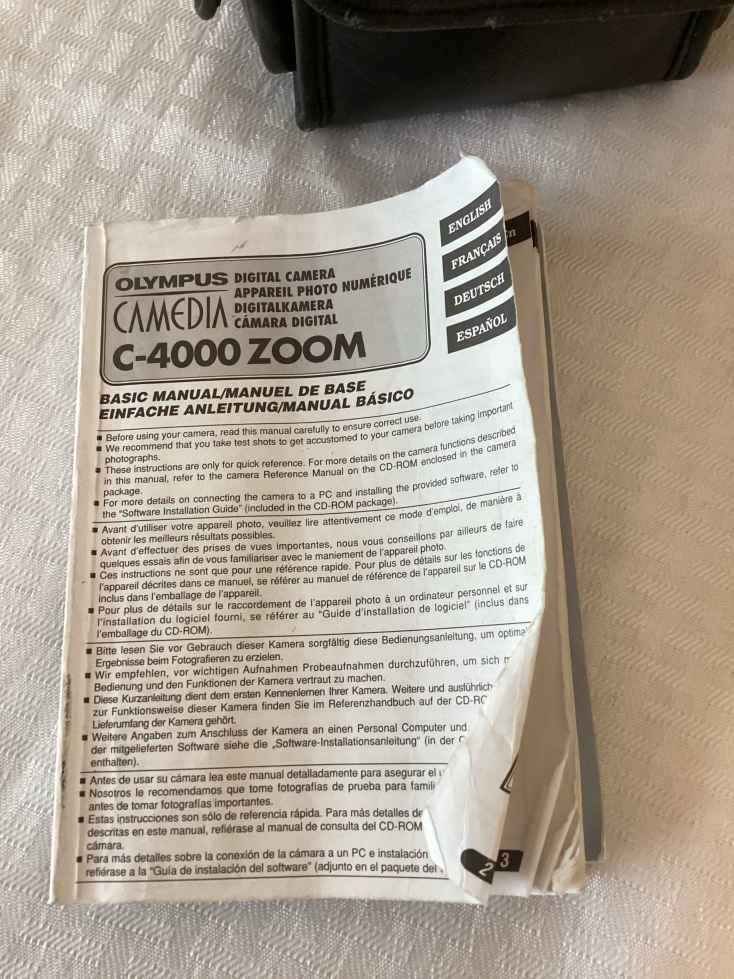 ENGLISH
FRANÇAIS
DEUTSCH
ESPAÑOL
OLYMPUS DIGITAL CAMERA
APPAREIL PHOTO NUMÉRIQUE
CAMEDIA DIGITALKAMERA
CÁMARA DIGITAL
C-4000 ZOOM
BASIC MANUAL/MANUEL DE BASE
EINFACHE ANLEITUNG/MANUAL BÁSICO
■ Before using your camera, read this manual carefully to ensure correct use.
■ We recommend that you take test shots to get accustomed to your camera before taking important
photographs.
■ These instructions are only for quick reference. For more details on the camera functions described
in this manual, refer to the camera Reference Manual on the CD-ROM enclosed in the camera
package.
■ For more details on connecting the camera to a PC and installing the provided software, refer to
the "Software Installation Guide" (included in the CD-ROM package).
■ Avant d'utiliser votre appareil photo, veuillez lire attentivement ce mode d'emploi, de manière à
obtenir les meilleurs résultats possibles.
■ Avant d'effectuer des prises de vues importantes, nous vous conseillons par ailleurs de faire
quelques essais afin de vous familiariser avec le maniement de l'appareil photo.
■ Ces instructions ne sont que pour une référence rapide. Pour plus de détails sur les fonctions de
l'appareil décrites dans ce manuel, se référer au manuel de référence de l'appareil sur le CD-ROM
inclus dans l'emballage de l'appareil.
■ Pour plus de détails sur le raccordement de l'appareil photo à un ordinateur personnel et sur
l'installation du logiciel fourni, se référer au "Guide d'installation de logiciel" (inclus dans
l'emballage du CD-ROM).
■ Bitte lesen Sie vor Gebrauch dieser Kamera sorgfältig diese Bedienungsanleitung, um optima
Ergebnisse beim Fotografieren zu erzielen.
■ Wir empfehlen, vor wichtigen Aufnahmen Probeaufnahmen durchzuführen, um sich
Bedienung und den Funktionen der Kamera vertraut zu machen.
■ Diese Kurzanleitung dient dem ersten Kennenlernen Ihrer Kamera. Weitere und ausführlich
zur Funktionsweise dieser Kamera finden Sie im Referenzhandbuch auf der CD-RO
Lieferumfang der Kamera gehört.
■ Weitere Angaben zum Anschluss der Kamera an einen Personal Computer und
der mitgelieferten Software siehe die „Software-Installationsanleitung" (in der
enthalten).
■ Antes de usar su cámara lea este manual detalladamente para asegurar el
■ Nosotros le recomendamos que tome fotografías de prueba para famili
antes de tomar fotografías importantes.
■ Estas instrucciones son sólo de referencia rápida. Para más detalles de
descritas en este manual, refiérase al manual de consulta del CD-ROM
cámara.
■ Para más detalles sobre la conexión de la cámara a un PC e instalación
refiérase a la "Guía de instalación del software" (adjunto en el paquete del
2
3